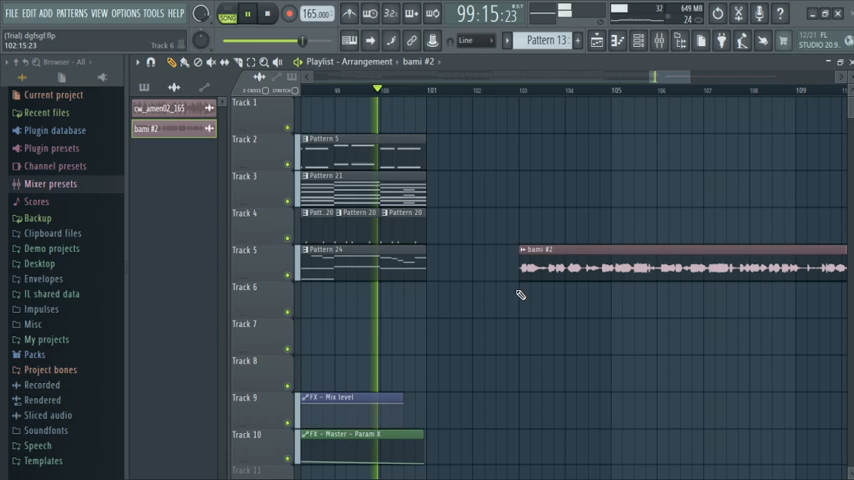 FILE EDIT ADD PATTERNS VIEW OPTIONS TOOLS HELP
SONG
165.000
99:15:23
32
24
649 MB
(Trial) dgfsgf.flp
102:15:23
Track 6
Line
Pattern 13
12/21
FL STUDIO 20.9
Browser - All
Playlist - Arrangement › bami #2
Z-CROSS
STRETCH
Current project
Recent files
Plugin database
Plugin presets
Channel presets
Mixer presets
Scores
Backup
Clipboard files
Demo projects
Desktop
Envelopes
IL shared data
Impulses
Misc
My projects
Packs
Project bones
Recorded
Rendered
Sliced audio
Soundfonts
Speech
Templates
cw_amen02_165
bami #2
99
100
101
102
103
104
105
106
107
108
109
Track 1
Track 2
Pattern 5
Track 3
Pattern 21
Track 4
Patt. 20
Pattern 20
Pattern 20
Track 5
Pattern 24
bami #2
Track 6
Track 7
Track 8
Track 9
FX - Mix level
Track 10
FX - Master - Param X
Track 11